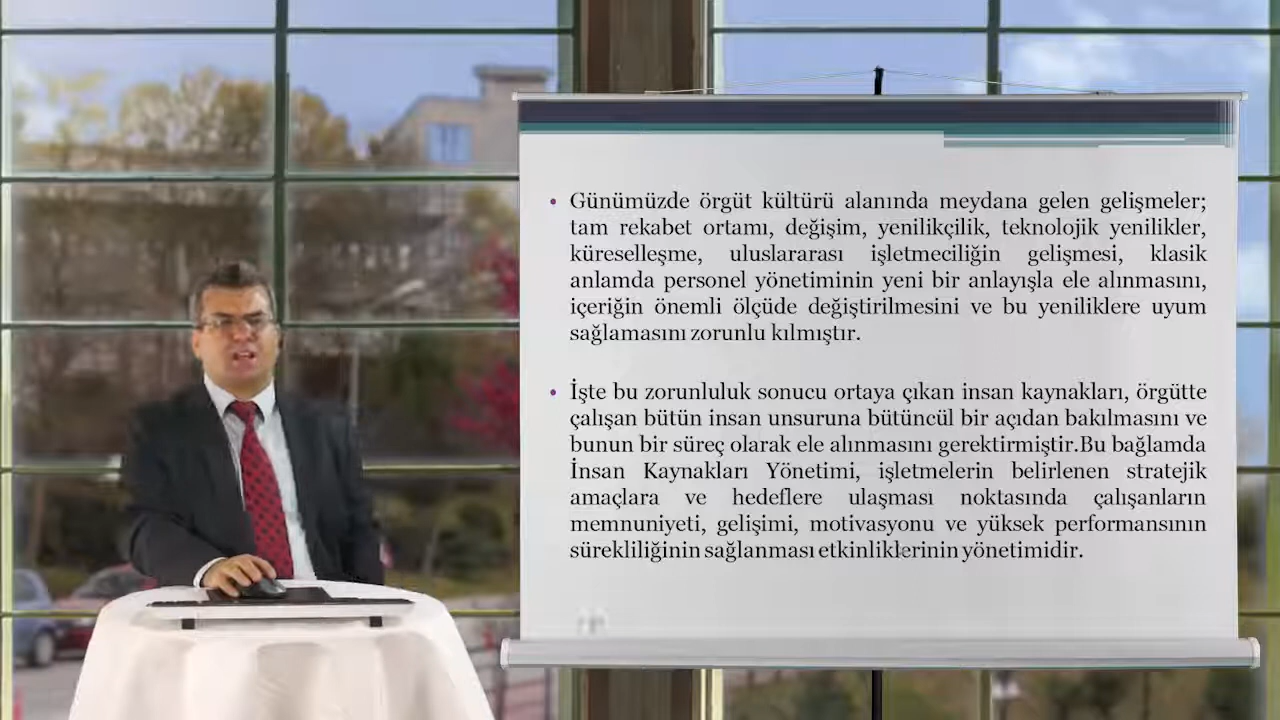 • Günümüzde örgüt kültürü alanında meydana gelen gelişmeler;
tam rekabet ortamı, değişim, yenilikçilik, teknolojik yenilikler,
küreselleşme, uluslararası işletmeciliğin gelişmesi, klasik
anlamda personel yönetiminin yeni bir anlayışla ele alınmasını,
içeriğin önemli ölçüde değiştirilmesini ve bu yeniliklere uyum
sağlamasını zorunlu kılmıştır.
• İşte bu zorunluluk sonucu ortaya çıkan insan kaynakları, örgütte
çalışan bütün insan unsuruna bütüncül bir açıdan bakılmasını ve
bunun bir süreç olarak ele alınmasını gerektirmiştir.Bu bağlamda
İnsan Kaynakları Yönetimi, işletmelerin belirlenen stratejik
amaçlara ve hedeflere ulaşması noktasında çalışanların
memnuniyeti, gelişimi, motivasyonu ve yüksek performansının
sürekliliğinin sağlanması etkinliklerinin yönetimidir.